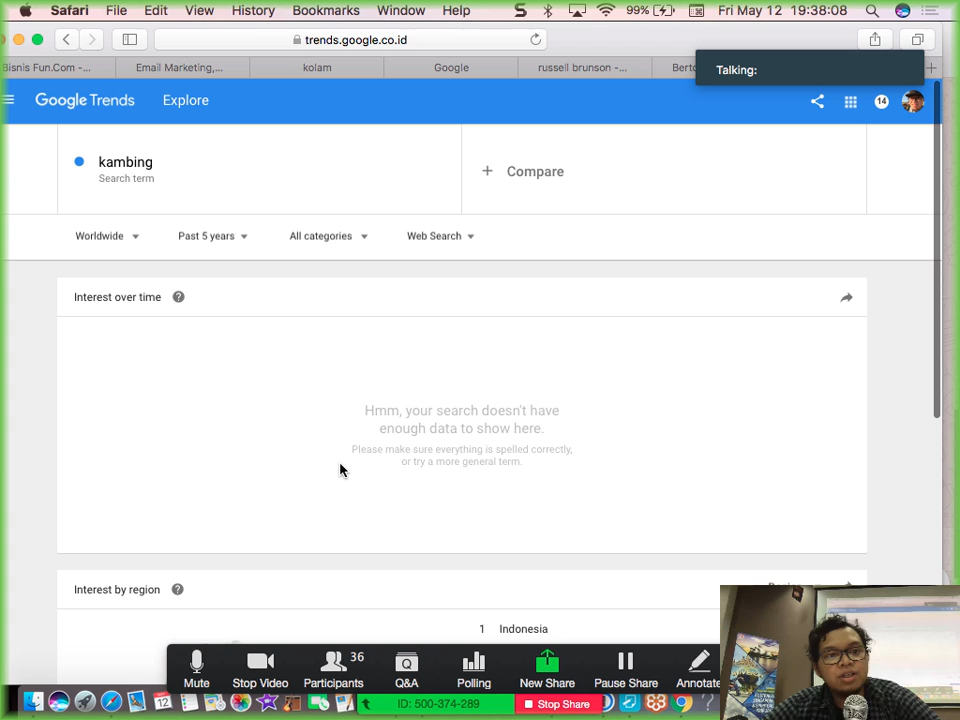 Safari File Edit View History Bookmarks Window Help 99% Fri May 12 19:38:08
trends.google.co.id
Bisnis Fun.Com -... Email Marketing,... kolam Google russell brunson -...
Talking:
Google Trends Explore 14
kambing
Search term
+ Compare
Worldwide Past 5 years All categories Web Search
Interest over time ?
Hmm, your search doesn't have
enough data to show here.
Please make sure everything is spelled correctly,
or try a more general term.
Interest by region ?
1 Indonesia
36
Mute Stop Video Participants Q&A Polling New Share Pause Share Annotate
ID: 500-374-289 Stop Share